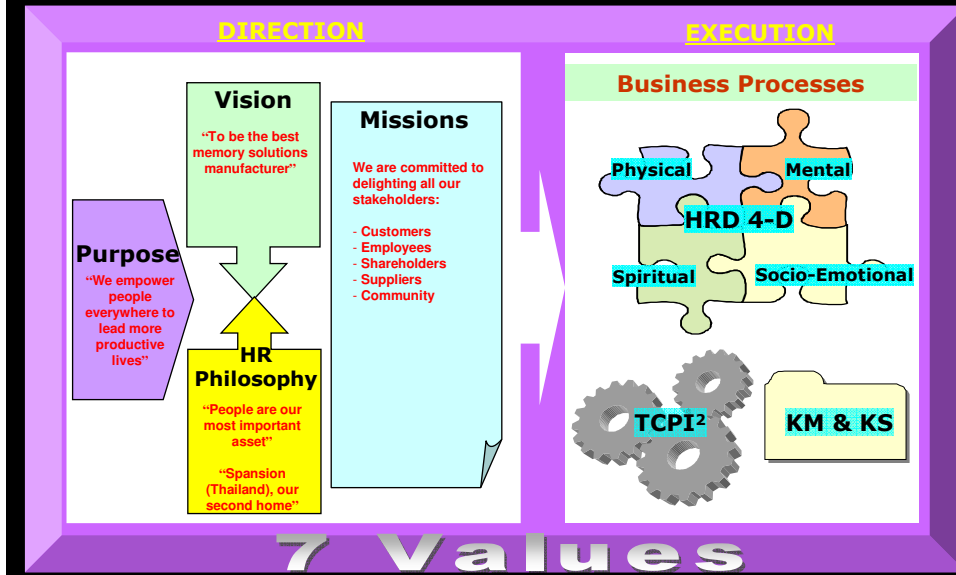 DIRECTION
EXECUTION
Vision
“To be the best
memory solutions
manufacturer”
Purpose
“We empower
people
everywhere to
lead more
productive
lives”
HR
Philosophy
“People are our
most important
asset”
“Spansion
(Thailand), our
second home”
Missions
We are committed to
delighting all our
stakeholders:
- Customers
- Employees
- Shareholders
- Suppliers
- Community
Business Processes
Physical
Mental
HRD 4-D
Spiritual
Socio-Emotional
TCPI²
KM & KS
7 Values